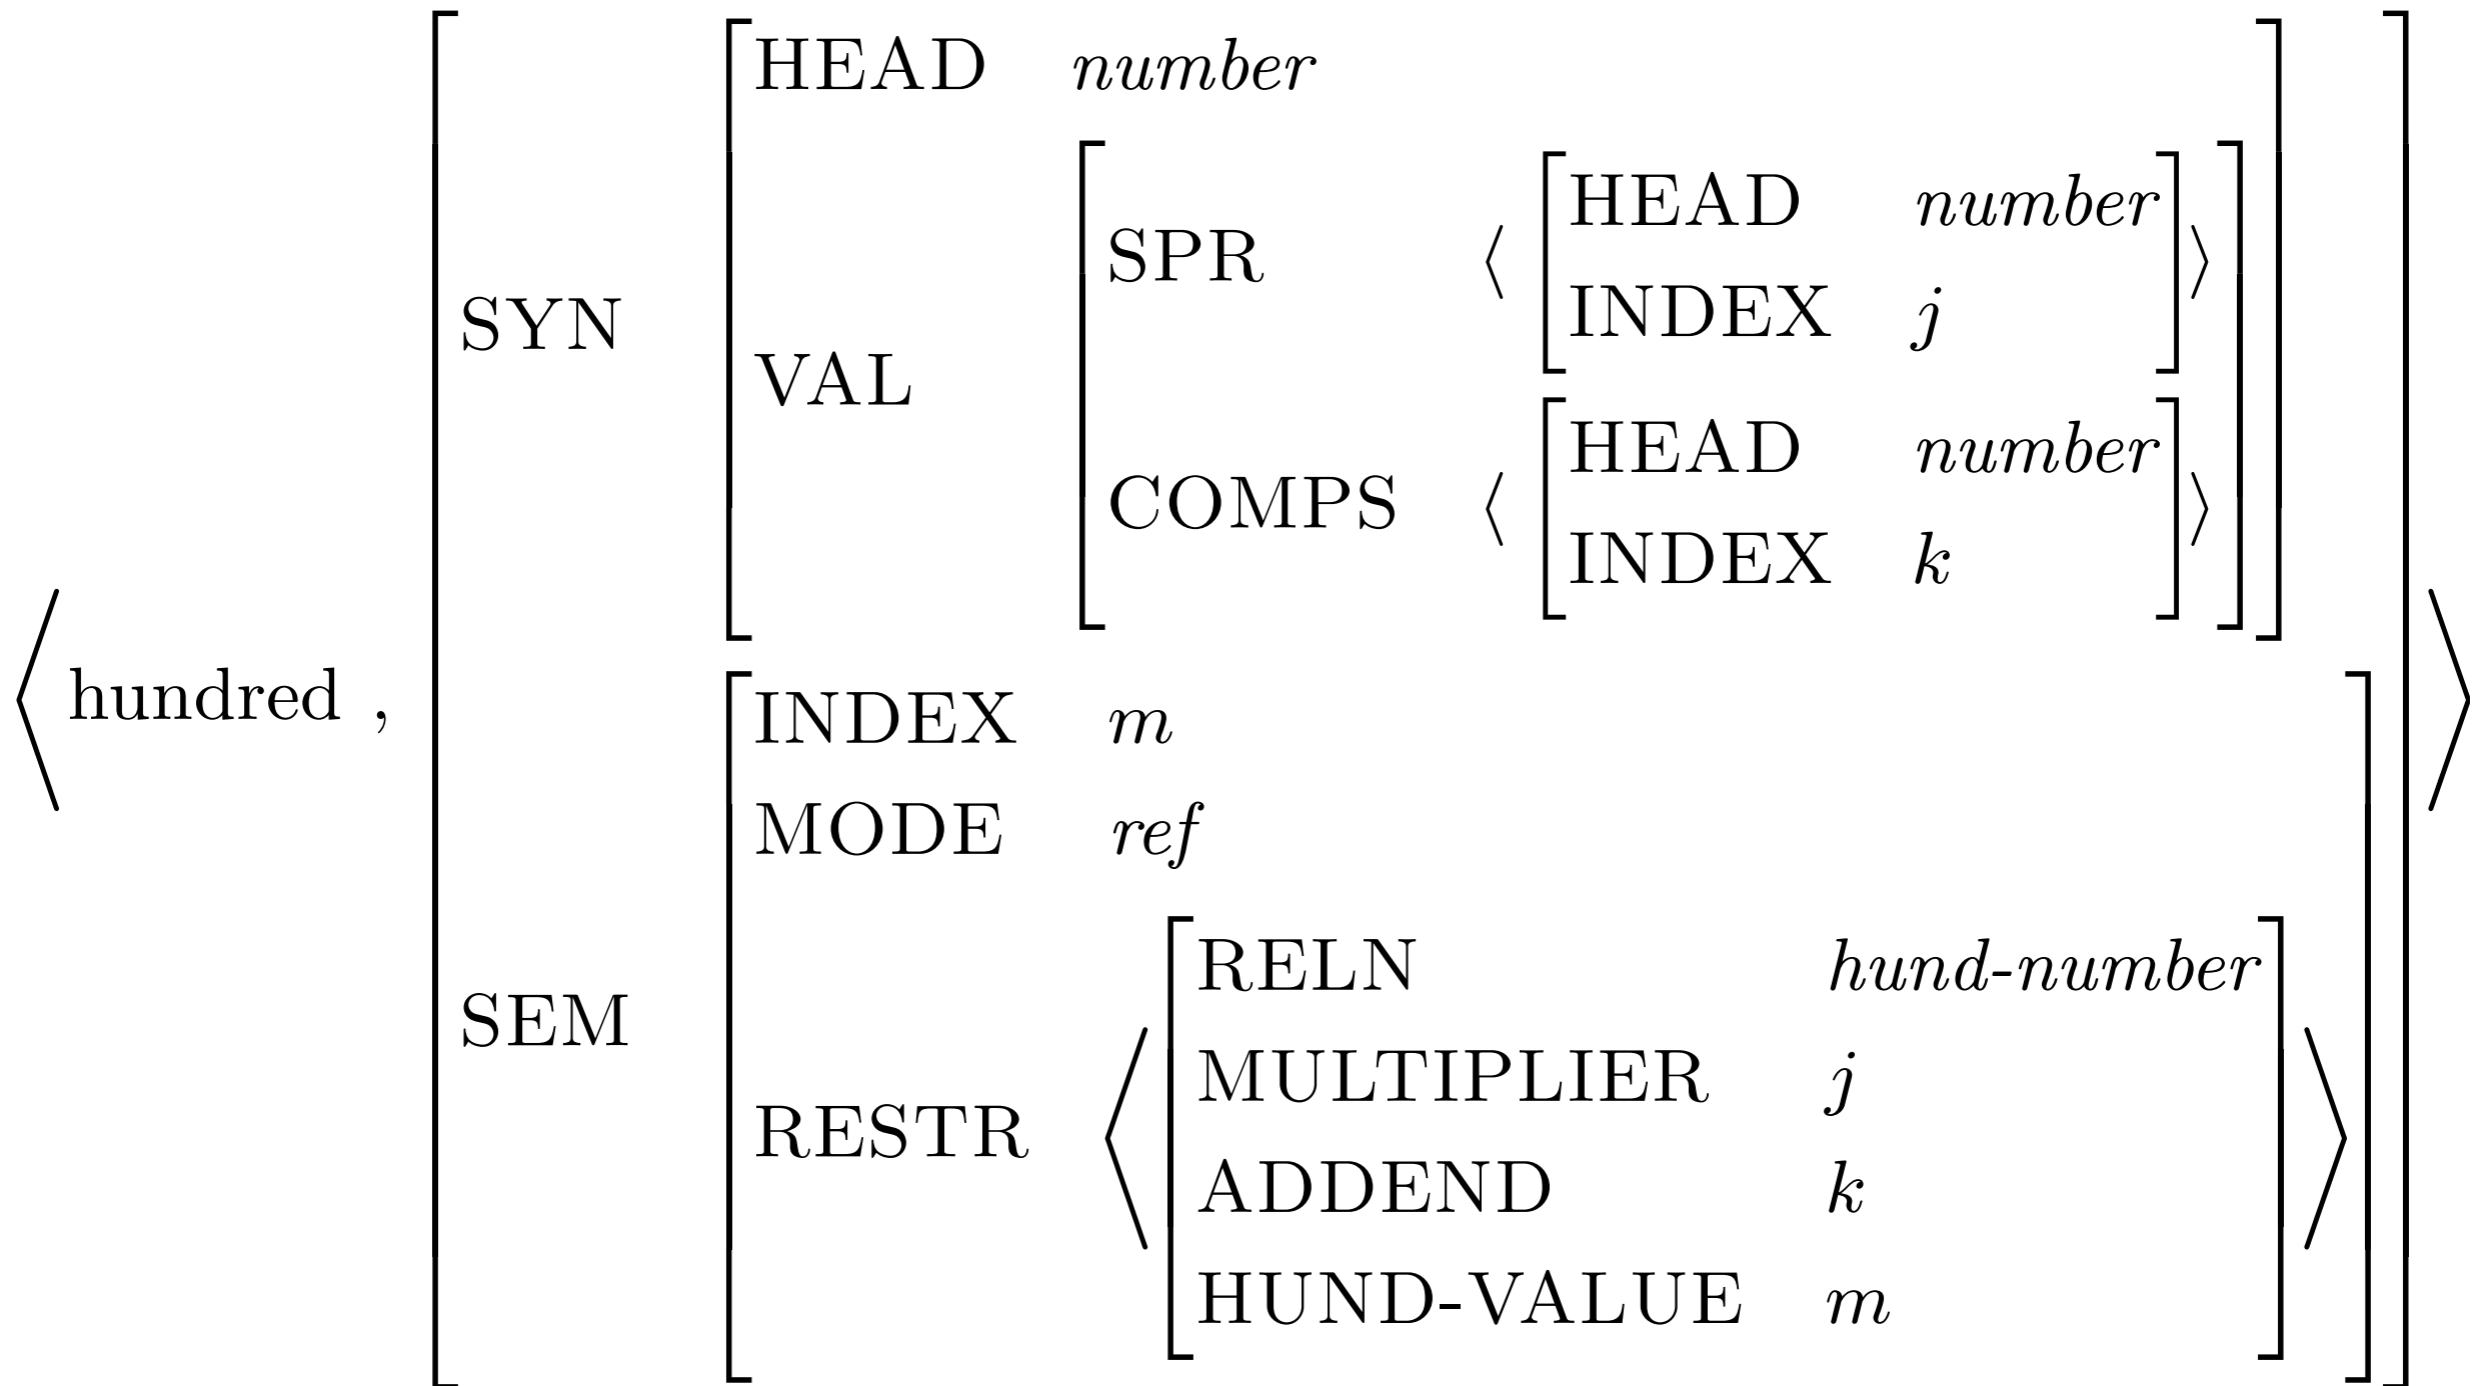 HEAD number
HEAD number
SPR ⟨ ⟩
INDEX j
SYN
VAL
HEAD number
COMPS ⟨ ⟩
INDEX k
⟨ hundred , ⟩
INDEX m
MODE ref
RELN hund-number
SEM
MULTIPLIER j
RESTR ⟨ ⟩
ADDEND k
HUND-VALUE m